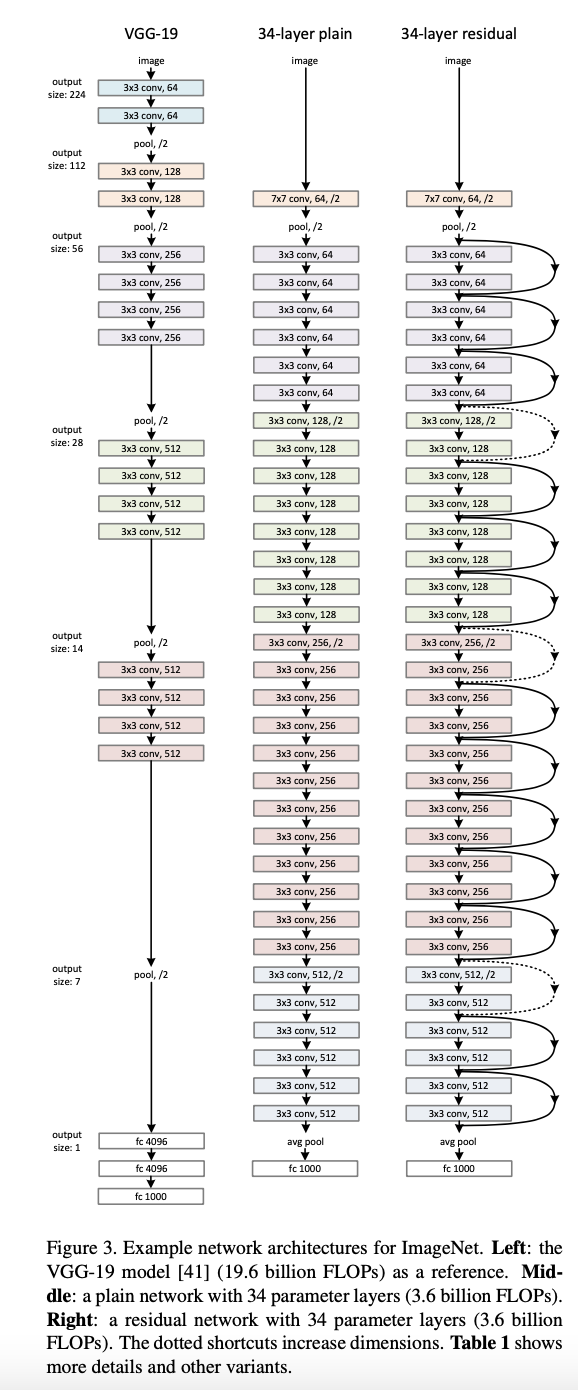 output
size: 224
output
size: 112
output
size: 56
output
size: 28
output
size: 14
output
size: 7
output
size: 1
VGG-19
image
3x3 conv, 64
3x3 conv, 64
pool, /2
3x3 conv, 128
3x3 conv, 128
pool, /2
3x3 conv, 256
3x3 conv, 256
3x3 conv, 256
3x3 conv, 256
pool, /2
3x3 conv, 512
3x3 conv, 512
3x3 conv, 512
3x3 conv, 512
pool, /2
3x3 conv, 512
3x3 conv, 512
3x3 conv, 512
3x3 conv, 512
pool, /2
fc 4096
fc 4096
fc 1000
34-layer plain
image
7x7 conv, 64, /2
pool, /2
3x3 conv, 64
3x3 conv, 64
3x3 conv, 64
3x3 conv, 64
3x3 conv, 64
3x3 conv, 64
3x3 conv, 128, /2
3x3 conv, 128
3x3 conv, 128
3x3 conv, 128
3x3 conv, 128
3x3 conv, 128
3x3 conv, 128
3x3 conv, 128
3x3 conv, 256, /2
3x3 conv, 256
3x3 conv, 256
3x3 conv, 256
3x3 conv, 256
3x3 conv, 256
3x3 conv, 256
3x3 conv, 256
3x3 conv, 256
3x3 conv, 256
3x3 conv, 256
3x3 conv, 256
3x3 conv, 512, /2
3x3 conv, 512
3x3 conv, 512
3x3 conv, 512
3x3 conv, 512
3x3 conv, 512
avg pool
fc 1000
34-layer residual
image
7x7 conv, 64, /2
pool, /2
3x3 conv, 64
3x3 conv, 64
3x3 conv, 64
3x3 conv, 64
3x3 conv, 64
3x3 conv, 64
3x3 conv, 128, /2
3x3 conv, 128
3x3 conv, 128
3x3 conv, 128
3x3 conv, 128
3x3 conv, 128
3x3 conv, 128
3x3 conv, 128
3x3 conv, 256, /2
3x3 conv, 256
3x3 conv, 256
3x3 conv, 256
3x3 conv, 256
3x3 conv, 256
3x3 conv, 256
3x3 conv, 256
3x3 conv, 256
3x3 conv, 256
3x3 conv, 256
3x3 conv, 256
3x3 conv, 512, /2
3x3 conv, 512
3x3 conv, 512
3x3 conv, 512
3x3 conv, 512
3x3 conv, 512
avg pool
fc 1000
Figure 3. Example network architectures for ImageNet. Left: the
VGG-19 model [41] (19.6 billion FLOPs) as a reference. Mid-
dle: a plain network with 34 parameter layers (3.6 billion FLOPs).
Right: a residual network with 34 parameter layers (3.6 billion
FLOPs). The dotted shortcuts increase dimensions. Table 1 shows
more details and other variants.